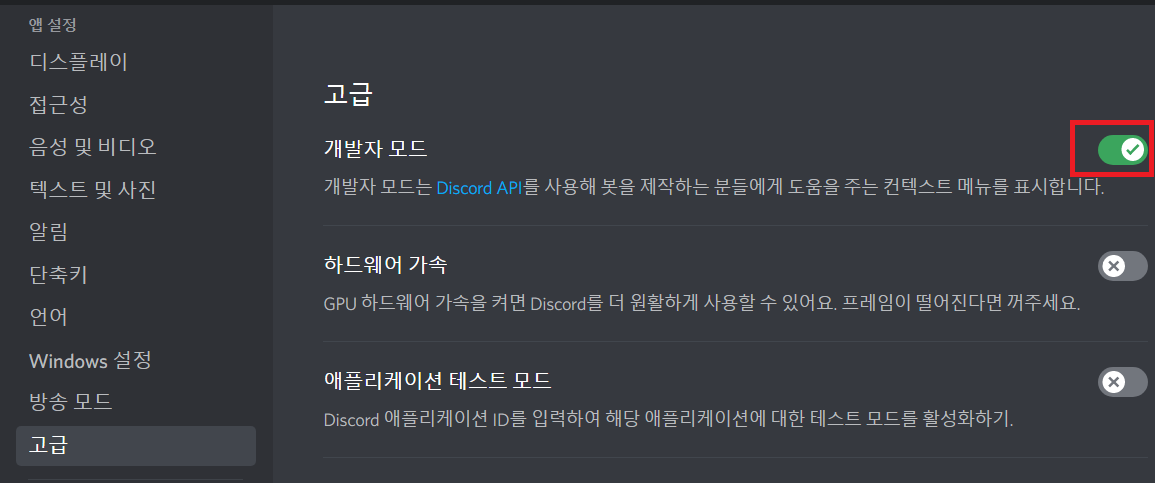 앱 설정
디스플레이
접근성
음성 및 비디오
텍스트 및 사진
알림
단축키
언어
Windows 설정
방송 모드
고급
고급
개발자 모드
개발자 모드는 Discord API를 사용해 봇을 제작하는 분들에게 도움을 주는 컨텍스트 메뉴를 표시합니다.
하드웨어 가속
GPU 하드웨어 가속을 켜면 Discord를 더 원활하게 사용할 수 있어요. 프레임이 떨어진다면 꺼주세요.
애플리케이션 테스트 모드
Discord 애플리케이션 ID를 입력하여 해당 애플리케이션에 대한 테스트 모드를 활성화하기.